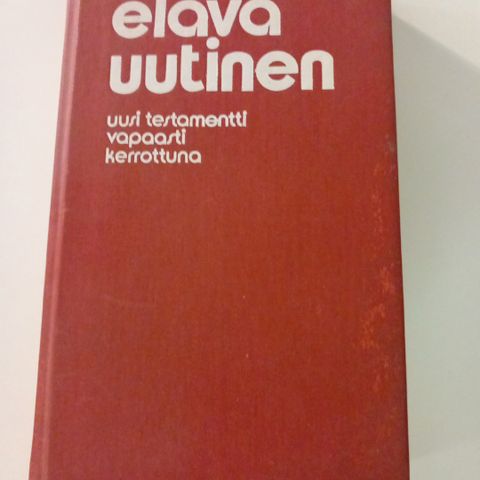 elävä
uutinen
uusi testamentti
vapaasti
kerrottuna